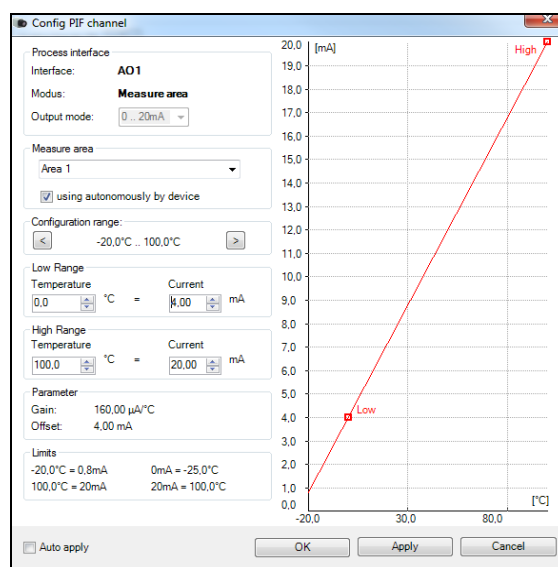 Config PIF channel
Process interface
Interface: AO1
Modus: Measure area
Output mode: 0 .. 20mA
Measure area
Area 1
using autonomously by device
Configuration range:
< -20,0°C .. 100,0°C >
Low Range
Temperature Current
0,0 °C = 4,00 mA
High Range
Temperature Current
100,0 °C = 20,00 mA
Parameter
Gain: 160,00 µA/°C
Offset: 4,00 mA
Limits
-20,0°C = 0,8mA 0mA = -25,0°C
100,0°C = 20mA 20mA = 100,0°C
Auto apply
20,0 [mA] High
19,0
18,0
17,0
16,0
15,0
14,0
13,0
12,0
11,0
10,0
9,0
8,0
7,0
6,0
5,0
4,0 Low
3,0
2,0
1,0
0,0 [°C]
-20,0 30,0 80,0
OK Apply Cancel